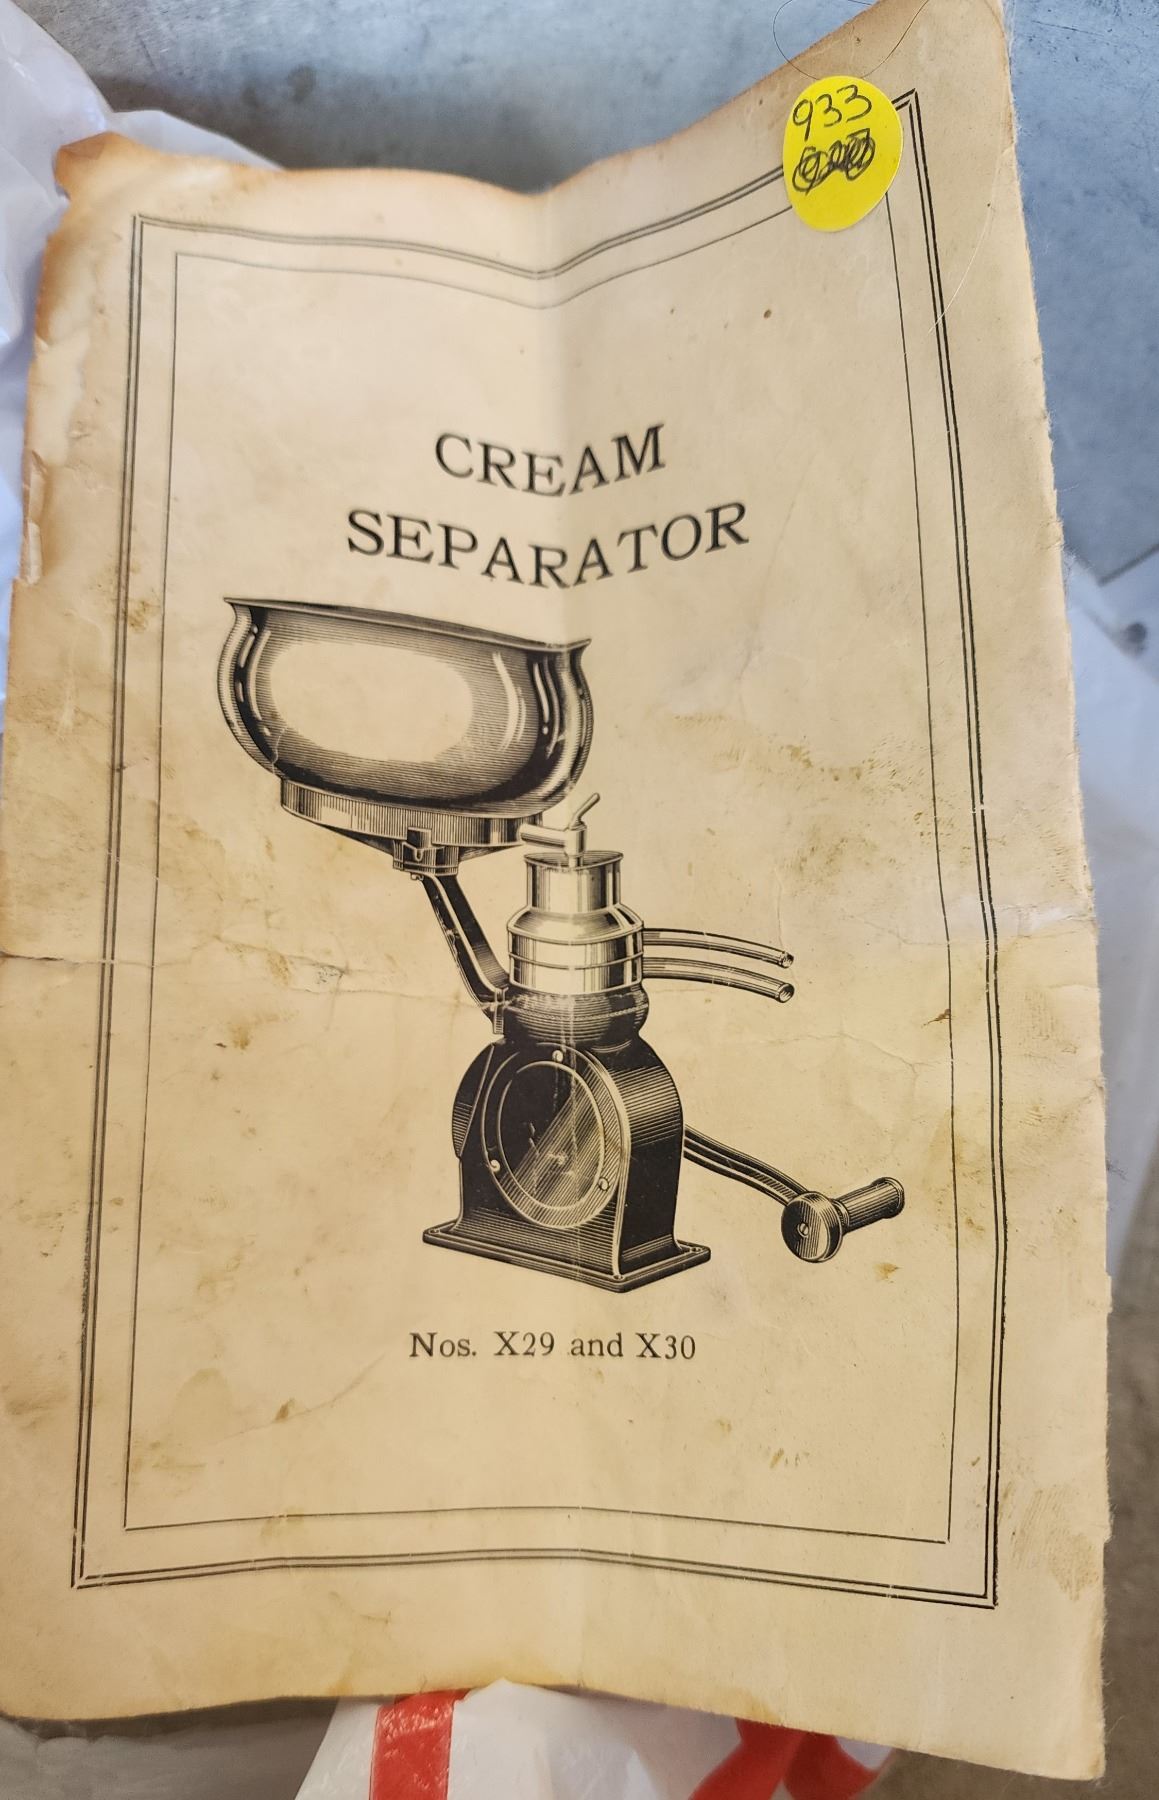 933
CREAM
SEPARATOR
Nos. X29 and X30